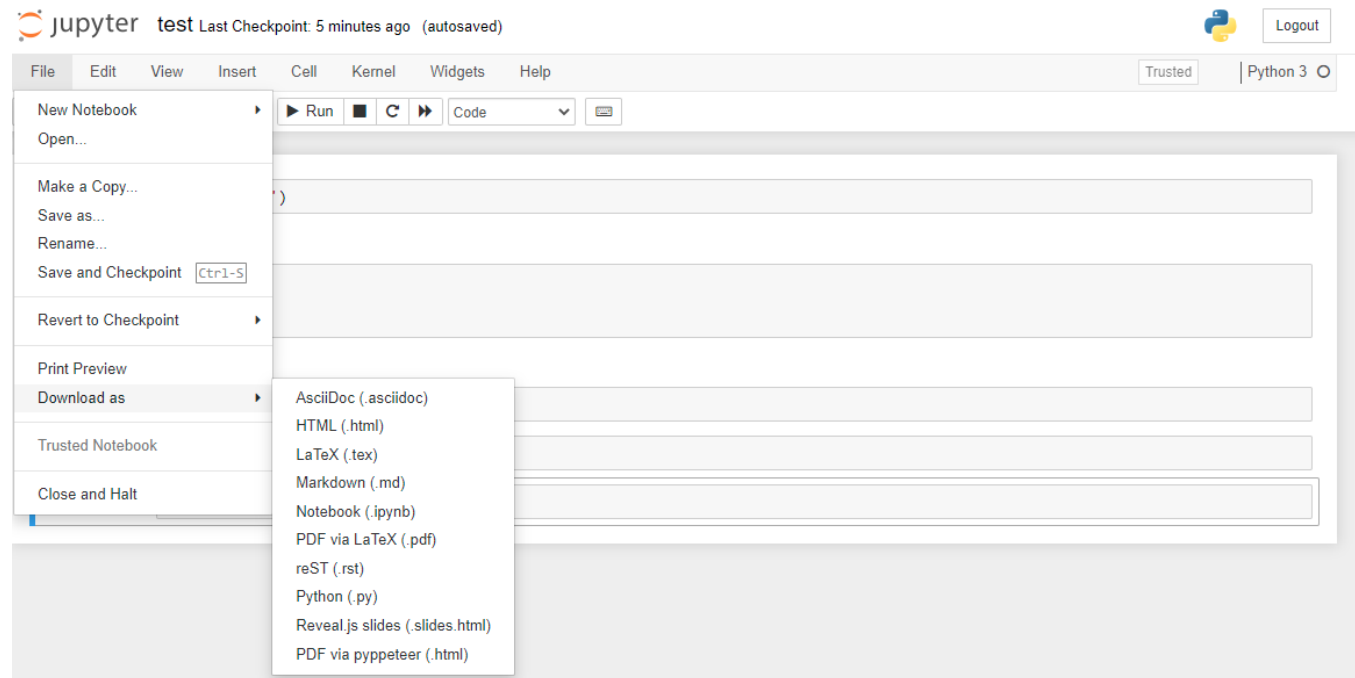 jupyter test Last Checkpoint: 5 minutes ago (autosaved)
Logout
File Edit View Insert Cell Kernel Widgets Help
Trusted
Python 3
New Notebook
Run
Code
Open...
Make a Copy...
')
Save as...
Rename...
Save and Checkpoint Ctrl-S
Revert to Checkpoint
Print Preview
Download as
AsciiDoc (.asciidoc)
HTML (.html)
Trusted Notebook
LaTeX (.tex)
Markdown (.md)
Close and Halt
Notebook (.ipynb)
PDF via LaTeX (.pdf)
reST (.rst)
Python (.py)
Reveal.js slides (.slides.html)
PDF via pyppeteer (.html)